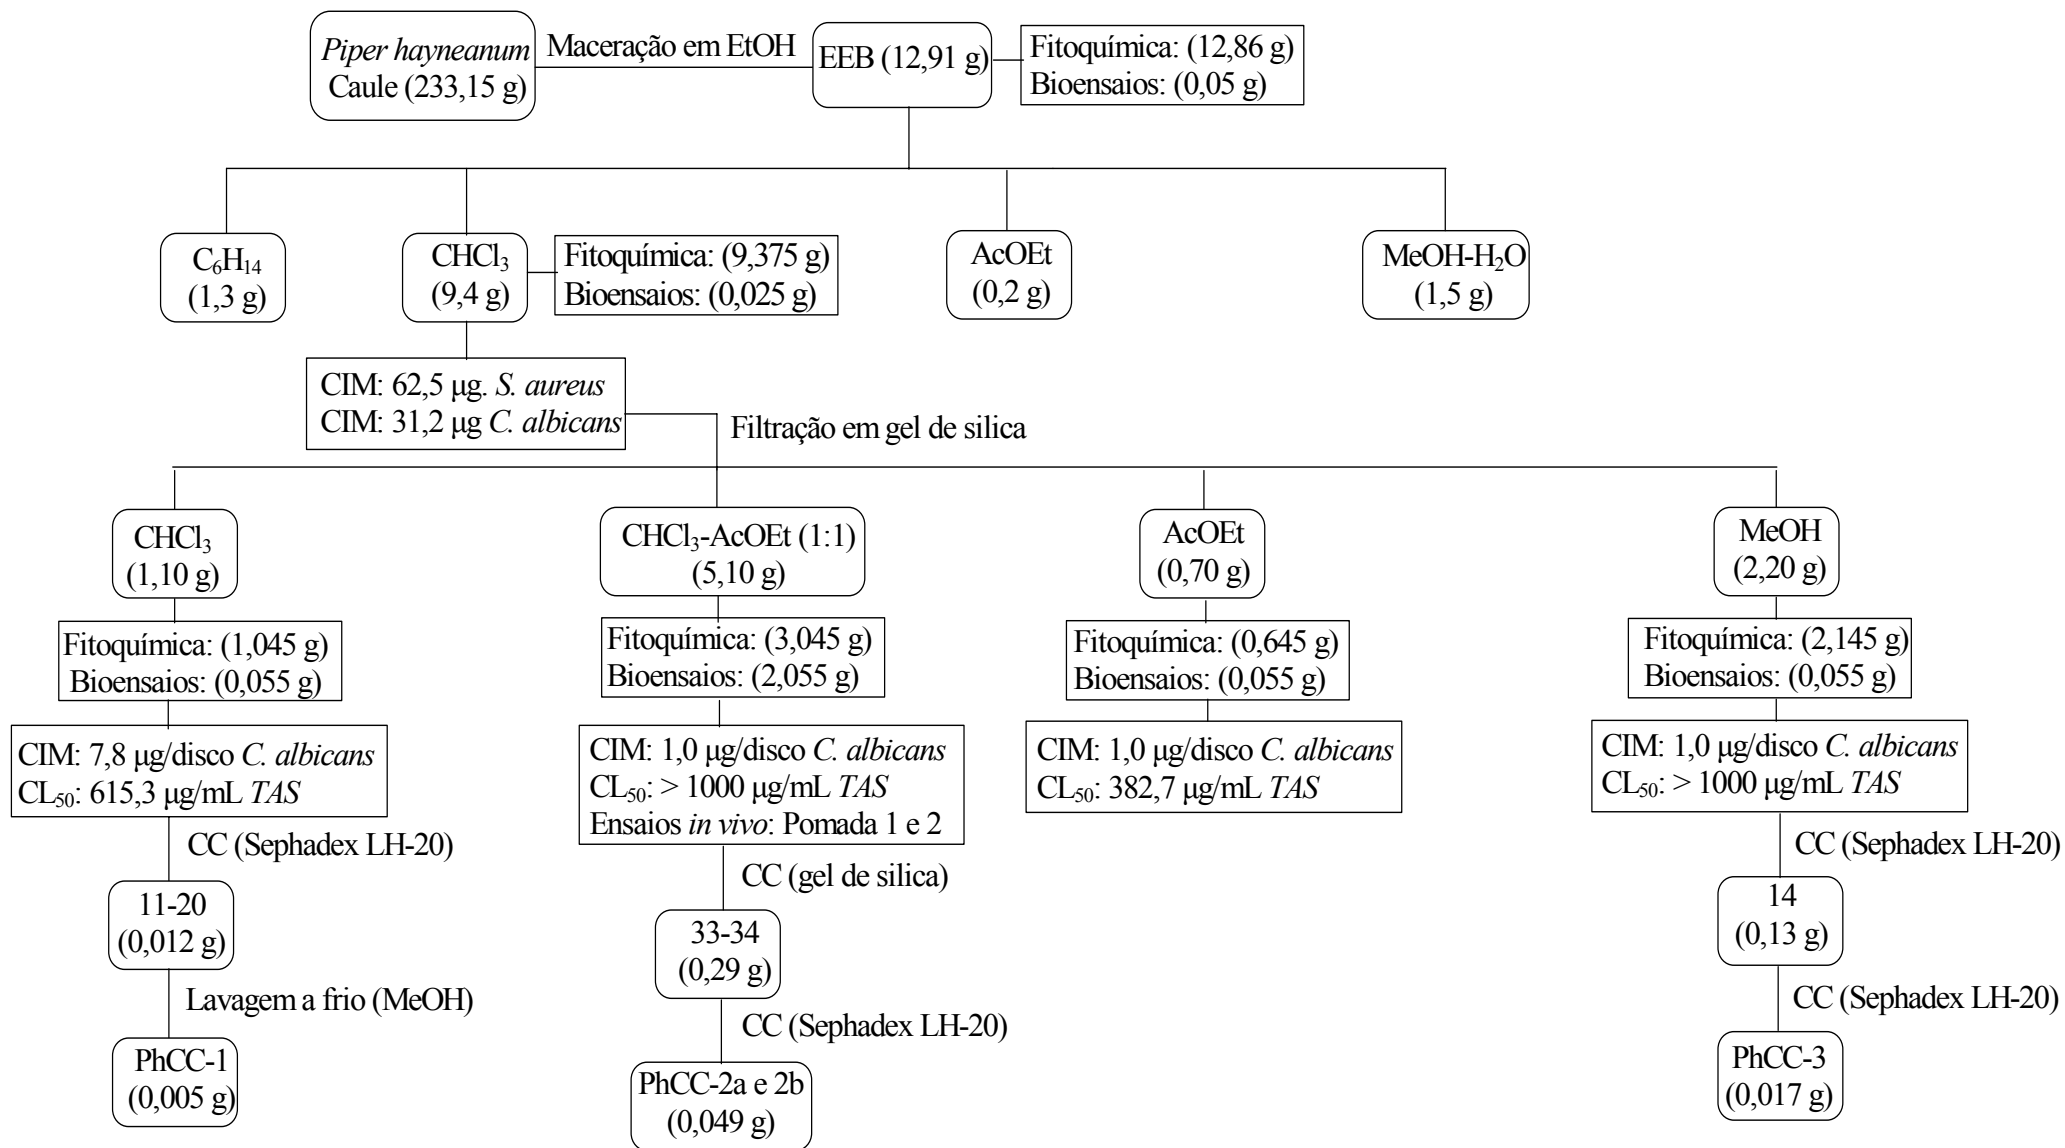 Piper hayneanum
Caule (233,15 g)
Maceração em EtOH
EEB (12,91 g)
Fitoquímica: (12,86 g)
Bioensaios: (0,05 g)
C₆H₁₄
(1,3 g)
CHCl₃
(9,4 g)
Fitoquímica: (9,375 g)
Bioensaios: (0,025 g)
AcOEt
(0,2 g)
MeOH-H₂O
(1,5 g)
CIM: 62,5 μg. S. aureus
CIM: 31,2 μg C. albicans
Filtração em gel de silica
CHCl₃
(1,10 g)
CHCl₃-AcOEt (1:1)
(5,10 g)
AcOEt
(0,70 g)
MeOH
(2,20 g)
Fitoquímica: (1,045 g)
Bioensaios: (0,055 g)
Fitoquímica: (3,045 g)
Bioensaios: (2,055 g)
Fitoquímica: (0,645 g)
Bioensaios: (0,055 g)
Fitoquímica: (2,145 g)
Bioensaios: (0,055 g)
CIM: 7,8 μg/disco C. albicans
CL₅₀: 615,3 μg/mL TAS
CIM: 1,0 μg/disco C. albicans
CL₅₀: > 1000 μg/mL TAS
Ensaios in vivo: Pomada 1 e 2
CIM: 1,0 μg/disco C. albicans
CL₅₀: 382,7 μg/mL TAS
CIM: 1,0 μg/disco C. albicans
CL₅₀: > 1000 μg/mL TAS
CC (Sephadex LH-20)
CC (gel de silica)
CC (Sephadex LH-20)
11-20
(0,012 g)
33-34
(0,29 g)
14
(0,13 g)
Lavagem a frio (MeOH)
CC (Sephadex LH-20)
CC (Sephadex LH-20)
PhCC-1
(0,005 g)
PhCC-2a e 2b
(0,049 g)
PhCC-3
(0,017 g)